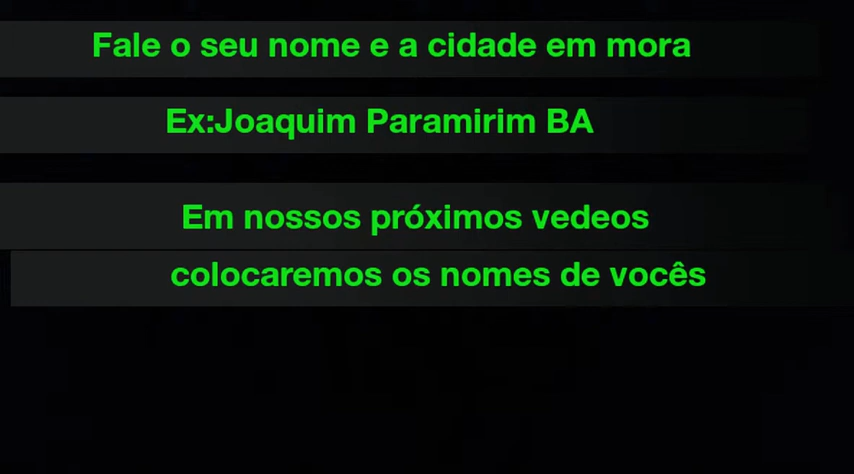 Fale o seu nome e a cidade em mora
Ex:Joaquim Paramirim BA
Em nossos próximos vedeos
colocaremos os nomes de vocês